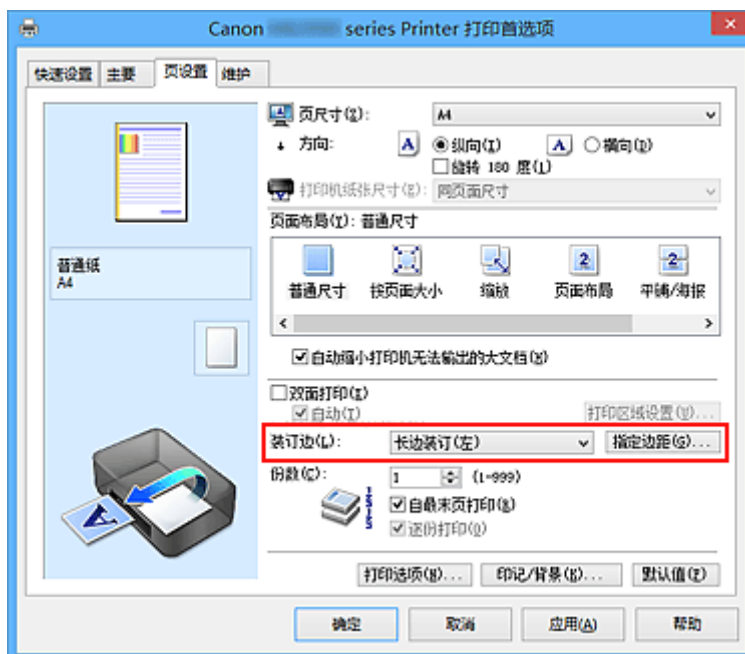 Canon series Printer 打印首选项
快速设置 主要 页设置 维护
页尺寸(Z): A4
方向: A 纵向(I) A 横向(D)
旋转 180 度(J)
打印机纸张尺寸(E): 同页面尺寸
页面布局(Y): 普通尺寸
普通纸
A4
2 2
普通尺寸 按页面大小 缩放 页面布局 平铺/海报
自动缩小打印机无法输出的大文档(X)
双面打印(X)
自动(T) 打印区域设置(U)...
装订边(L): 长边装订(左) 指定边距(G)...
份数(C): 1 (1-999)
自最末页打印(R)
逐份打印(O)
A
打印选项(N)... 印记/背景(K)... 默认值(F)
确定 取消 应用(A) 帮助